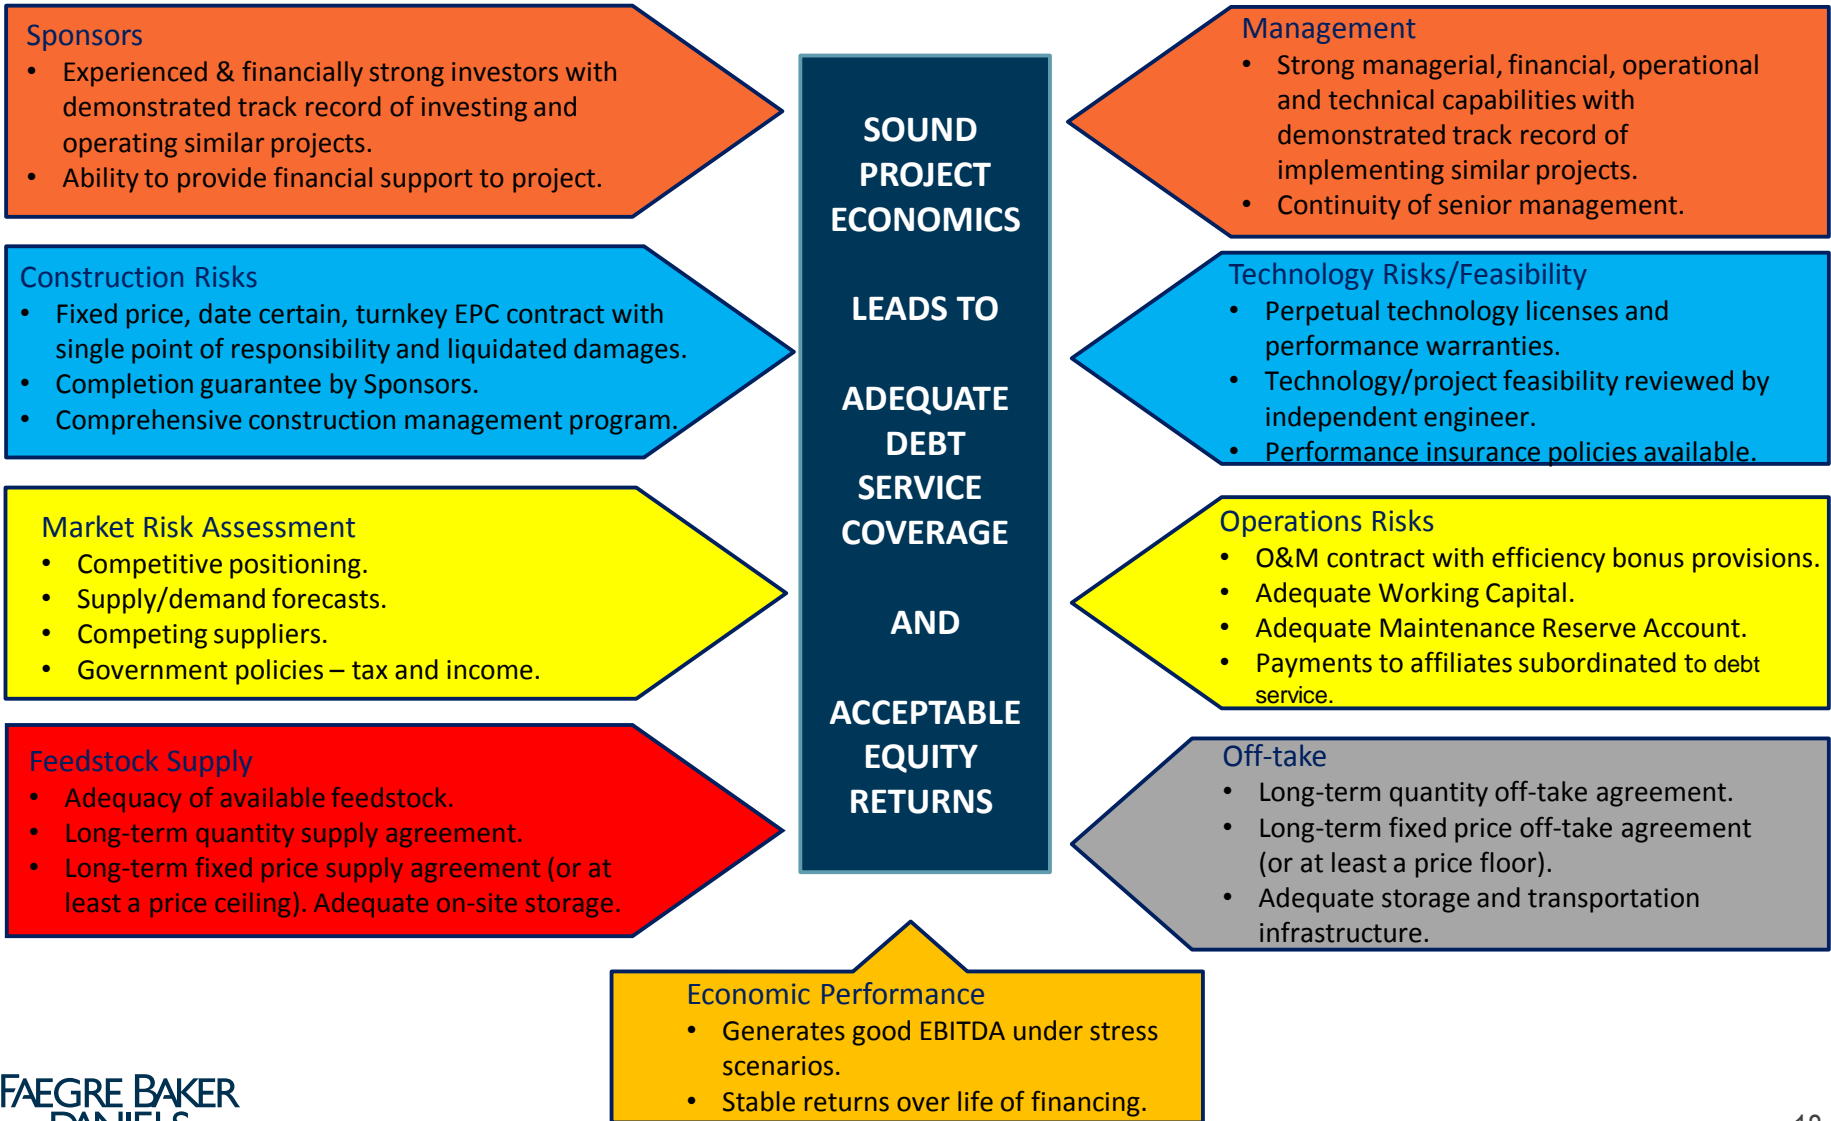 Sponsors
• Experienced & financially strong investors with
demonstrated track record of investing and
operating similar projects.
• Ability to provide financial support to project.
Construction Risks
• Fixed price, date certain, turnkey EPC contract with
single point of responsibility and liquidated damages.
• Completion guarantee by Sponsors.
• Comprehensive construction management program.
Market Risk Assessment
• Competitive positioning.
• Supply/demand forecasts.
• Competing suppliers.
• Government policies – tax and income.
Feedstock Supply
• Adequacy of available feedstock.
• Long-term quantity supply agreement.
• Long-term fixed price supply agreement (or at
least a price ceiling). Adequate on-site storage.
SOUND
PROJECT
ECONOMICS
LEADS TO
ADEQUATE
DEBT
SERVICE
COVERAGE
AND
ACCEPTABLE
EQUITY
RETURNS
Management
• Strong managerial, financial, operational
and technical capabilities with
demonstrated track record of
implementing similar projects.
• Continuity of senior management.
Technology Risks/Feasibility
• Perpetual technology licenses and
performance warranties.
• Technology/project feasibility reviewed by
independent engineer.
• Performance insurance policies available.
Operations Risks
• O&M contract with efficiency bonus provisions.
• Adequate Working Capital.
• Adequate Maintenance Reserve Account.
• Payments to affiliates subordinated to debt
service.
Off-take
• Long-term quantity off-take agreement.
• Long-term fixed price off-take agreement
(or at least a price floor).
• Adequate storage and transportation
infrastructure.
Economic Performance
• Generates good EBITDA under stress
scenarios.
• Stable returns over life of financing.
FAEGRE BAKER
DANIELS